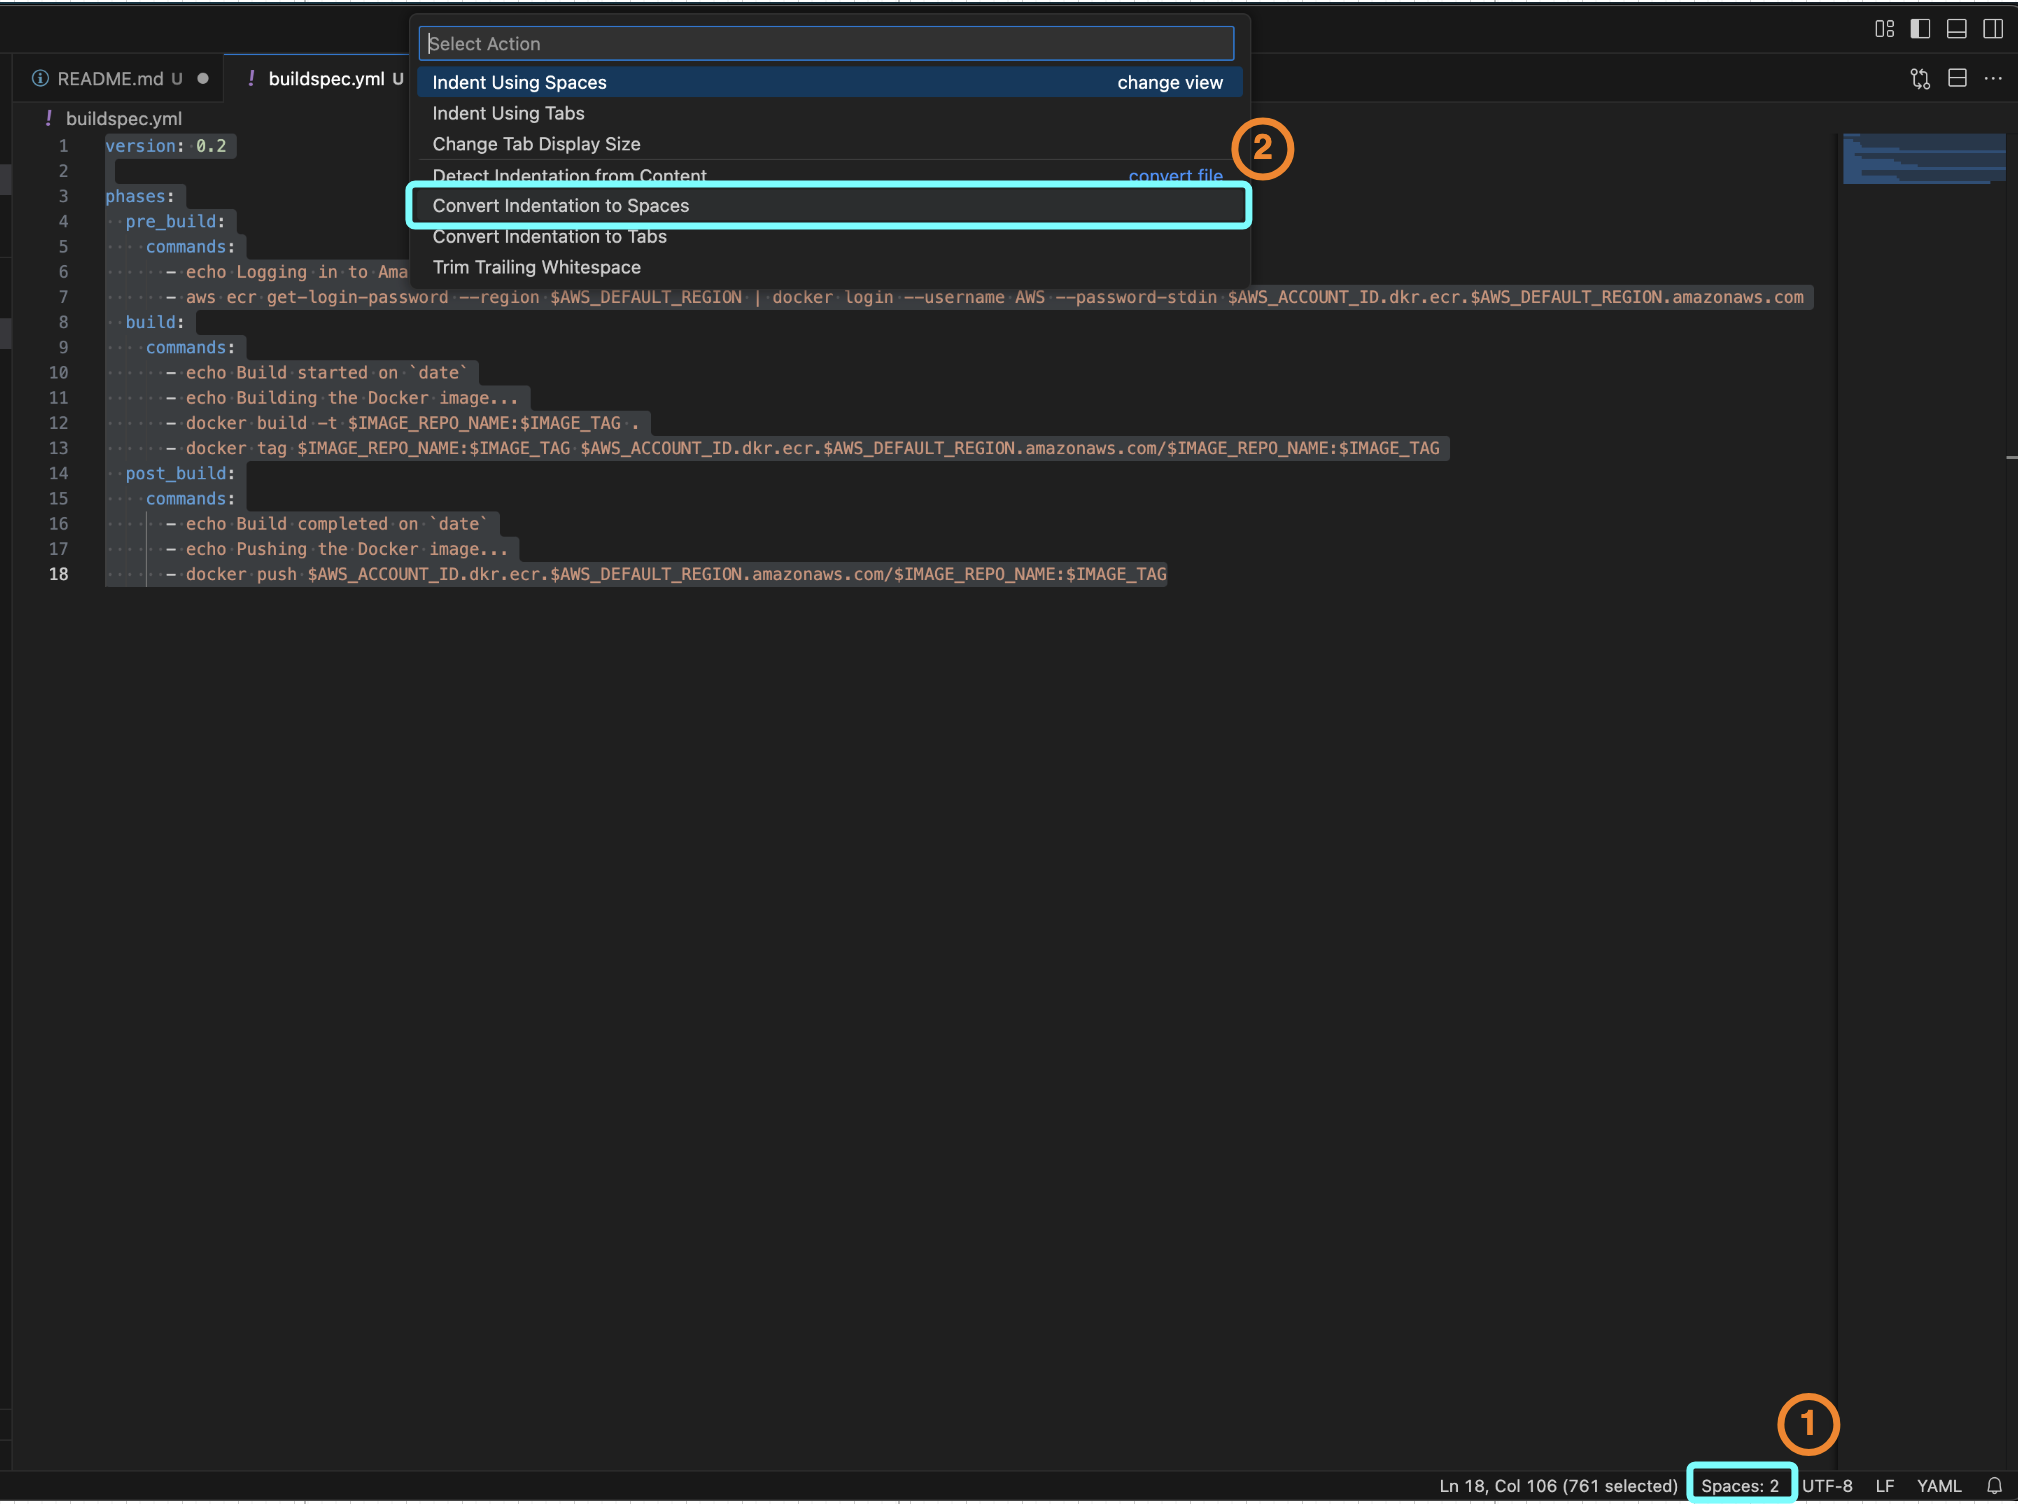 Select Action
Indent Using Spaces change view
Indent Using Tabs
Change Tab Display Size
Detect Indentation from Content convert file
Convert Indentation to Spaces
Convert Indentation to Tabs
Trim Trailing Whitespace
2
README.md U
! buildspec.yml U
! buildspec.yml
1 version: 0.2
2
3 phases:
4   pre_build:
5     commands:
6       - echo Logging in to Ama
7       - aws ecr get-login-password --region $AWS_DEFAULT_REGION | docker login --username AWS --password-stdin $AWS_ACCOUNT_ID.dkr.ecr.$AWS_DEFAULT_REGION.amazonaws.com
8   build:
9     commands:
10       - echo Build started on `date`
11       - echo Building the Docker image...
12       - docker build -t $IMAGE_REPO_NAME:$IMAGE_TAG .
13       - docker tag $IMAGE_REPO_NAME:$IMAGE_TAG $AWS_ACCOUNT_ID.dkr.ecr.$AWS_DEFAULT_REGION.amazonaws.com/$IMAGE_REPO_NAME:$IMAGE_TAG
14   post_build:
15     commands:
16       - echo Build completed on `date`
17       - echo Pushing the Docker image...
18       - docker push $AWS_ACCOUNT_ID.dkr.ecr.$AWS_DEFAULT_REGION.amazonaws.com/$IMAGE_REPO_NAME:$IMAGE_TAG
1
Ln 18, Col 106 (761 selected) Spaces: 2 UTF-8 LF YAML